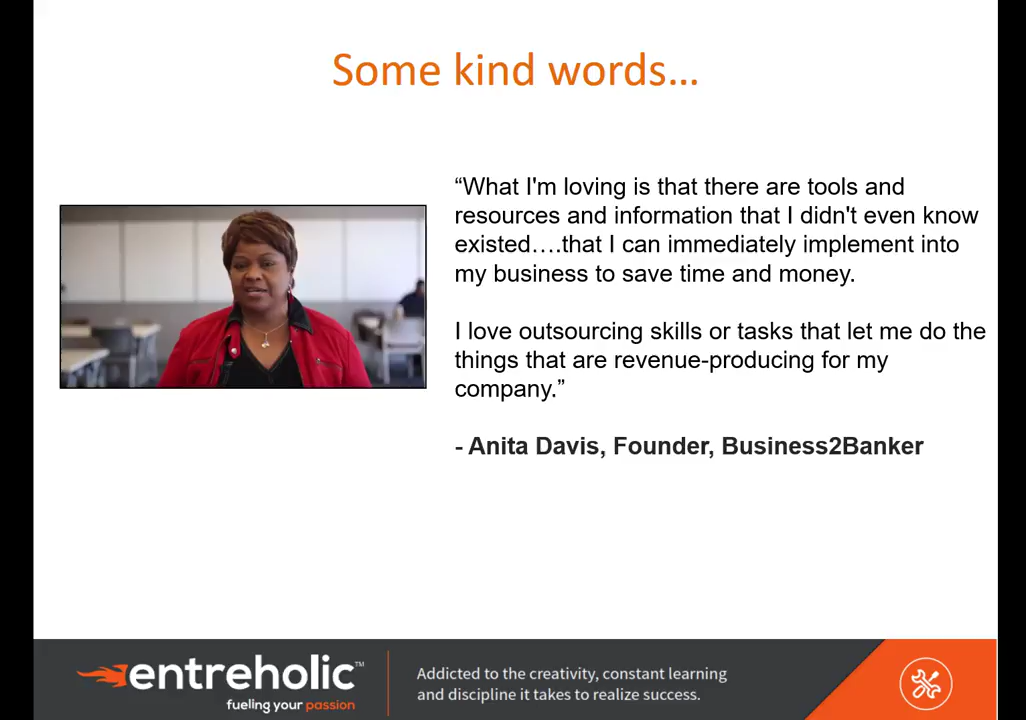 Some kind words…
“What I'm loving is that there are tools and
resources and information that I didn't even know
existed….that I can immediately implement into
my business to save time and money.
I love outsourcing skills or tasks that let me do the
things that are revenue-producing for my
company.”
- Anita Davis, Founder, Business2Banker
entreholic™
fueling your passion
Addicted to the creativity, constant learning
and discipline it takes to realize success.